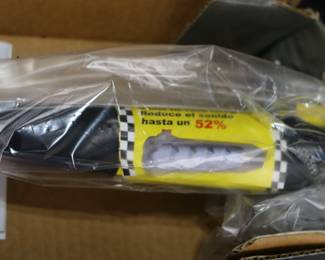 Reduce el sonido
hasta un 52%